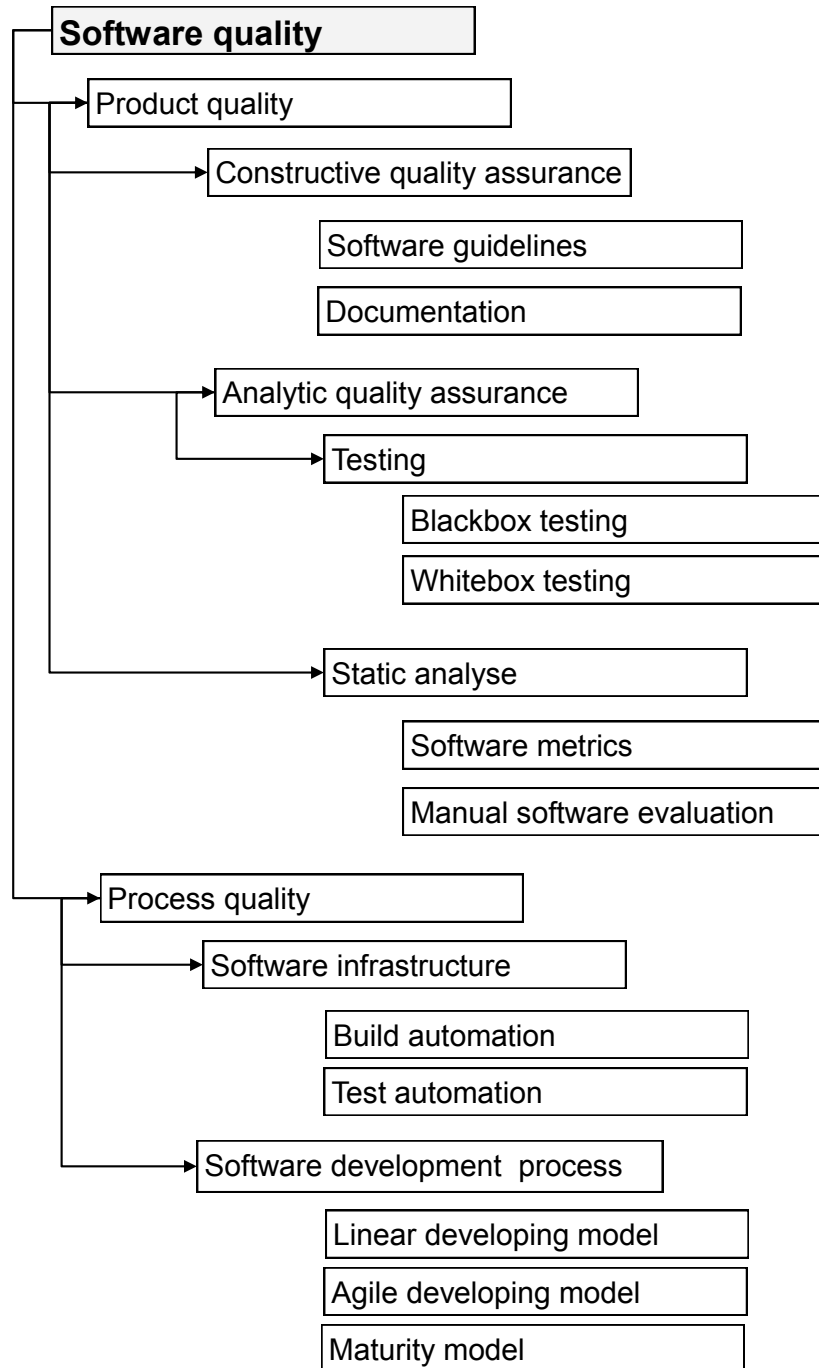 Software quality
Product quality
Constructive quality assurance
Software guidelines
Documentation
Analytic quality assurance
Testing
Blackbox testing
Whitebox testing
Static analyse
Software metrics
Manual software evaluation
Process quality
Software infrastructure
Build automation
Test automation
Software development process
Linear developing model
Agile developing model
Maturity model